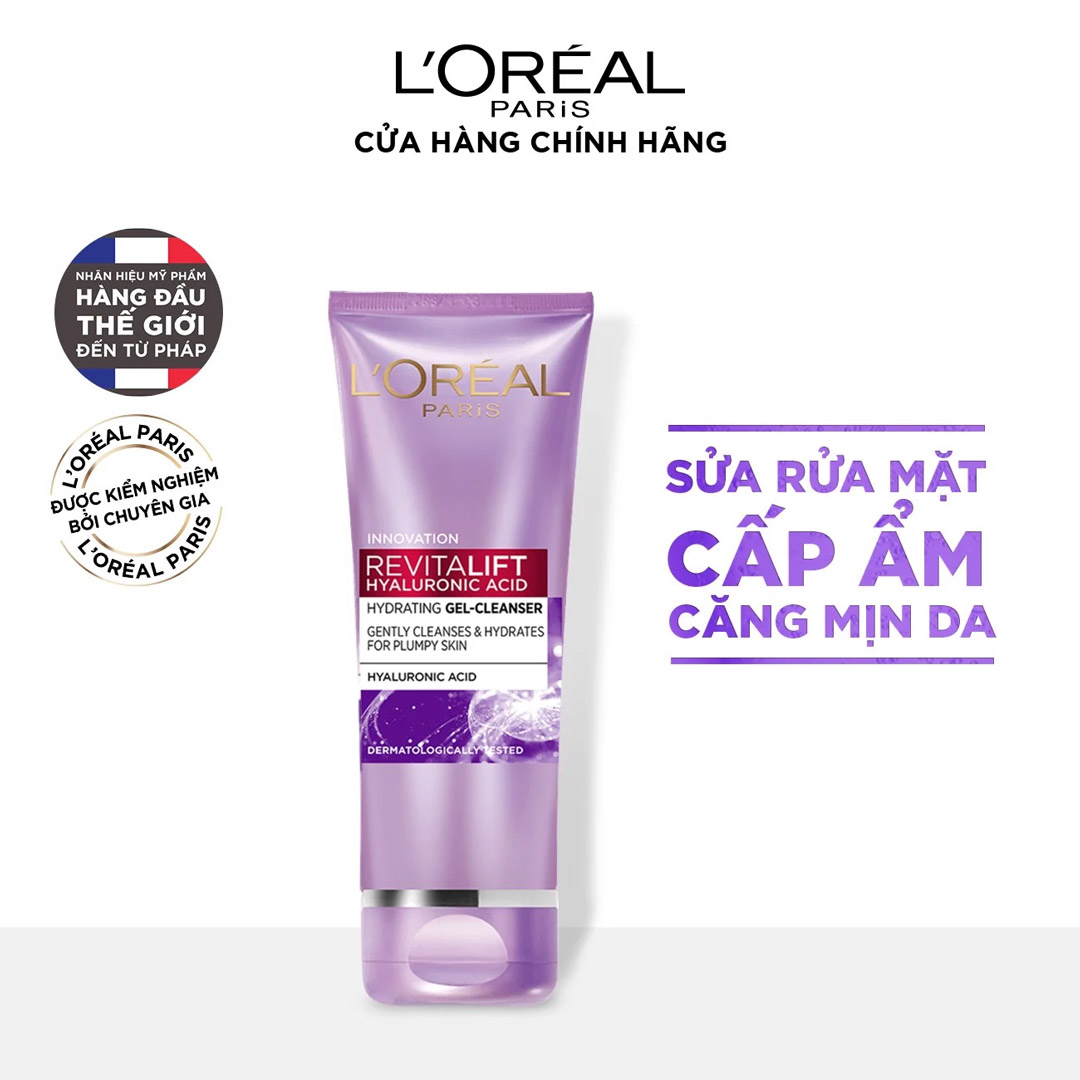 L'ORÉAL
PARiS
CỬA HÀNG CHÍNH HÃNG
NHÃN HIỆU MỸ PHẨM
HÀNG ĐẦU
THẾ GIỚI
ĐẾN TỪ PHÁP
L'ORÉAL PARIS
ĐƯỢC KIỂM NGHIỆM
BỞI CHUYÊN GIA
L'ORÉAL PARIS
L'ORÉAL
PARiS
INNOVATION
REVITALIFT
HYALURONIC ACID
HYDRATING GEL-CLEANSER
GENTLY CLEANSES & HYDRATES
FOR PLUMPY SKIN
HYALURONIC ACID
DERMATOLOGICALLY TESTED
SỬA RỬA MẶT
CẤP ẨM
CĂNG MỊN DA